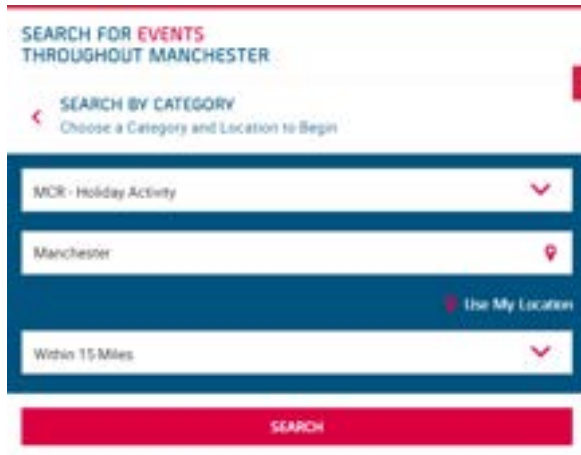 SEARCH FOR EVENTS
THROUGHOUT MANCHESTER
SEARCH BY CATEGORY
Choose a Category and Location to Begin
MCR - Holiday Activity
Manchester
Use My Location
Within 15 Miles
SEARCH